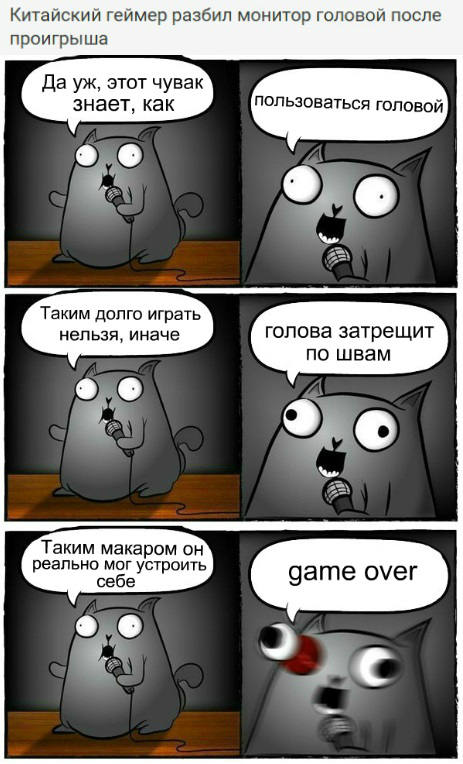 Китайский геймер разбил монитор головой после
проигрыша
Да уж, этот чувак
знает, как
пользоваться головой
Таким долго играть
нельзя, иначе
голова затрещит
по швам
Таким макаром он
реально мог устроить
себе
game over